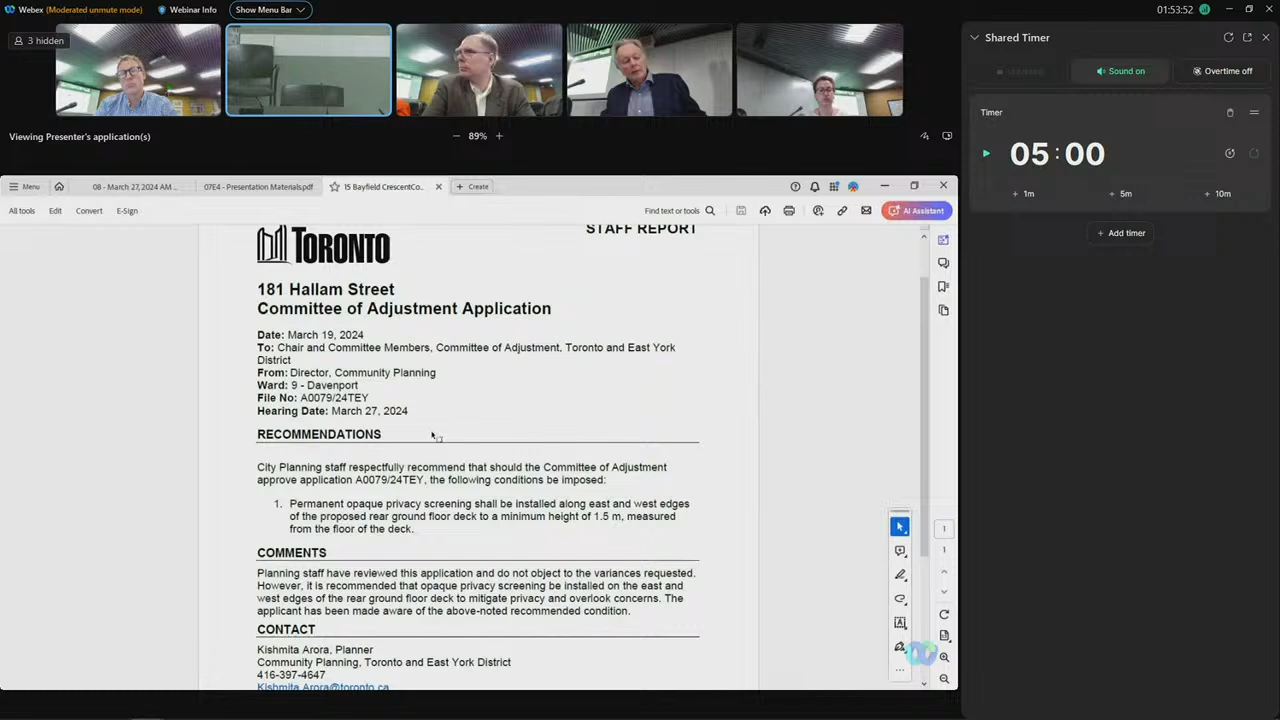 Webex (Moderated unmute mode) Webinar Info Show Menu Bar 01:53:52
3 hidden
Viewing Presenter's application(s) 89%
Menu 08 - March 27, 2024 AM ... 07E4 - Presentation Materials.pdf 15 Bayfield CrescentCo... Create
All tools Edit Convert E-Sign Find text or tools AI Assistant
STAFF REPORT
TORONTO
181 Hallam Street
Committee of Adjustment Application
Date: March 19, 2024
To: Chair and Committee Members, Committee of Adjustment, Toronto and East York
District
From: Director, Community Planning
Ward: 9 - Davenport
File No: A0079/24TEY
Hearing Date: March 27, 2024
RECOMMENDATIONS
City Planning staff respectfully recommend that should the Committee of Adjustment
approve application A0079/24TEY, the following conditions be imposed:
1. Permanent opaque privacy screening shall be installed along east and west edges
of the proposed rear ground floor deck to a minimum height of 1.5 m, measured
from the floor of the deck.
COMMENTS
Planning staff have reviewed this application and do not object to the variances requested.
However, it is recommended that opaque privacy screening be installed on the east and
west edges of the rear ground floor deck to mitigate privacy and overlook concerns. The
applicant has been made aware of the above-noted recommended condition.
CONTACT
Kishmita Arora, Planner
Community Planning, Toronto and East York District
416-397-4647
Kishmita.Arora@toronto.ca
1
1
Shared Timer
Sound on Overtime off
Timer
05:00
+ 1m + 5m + 10m
+ Add timer